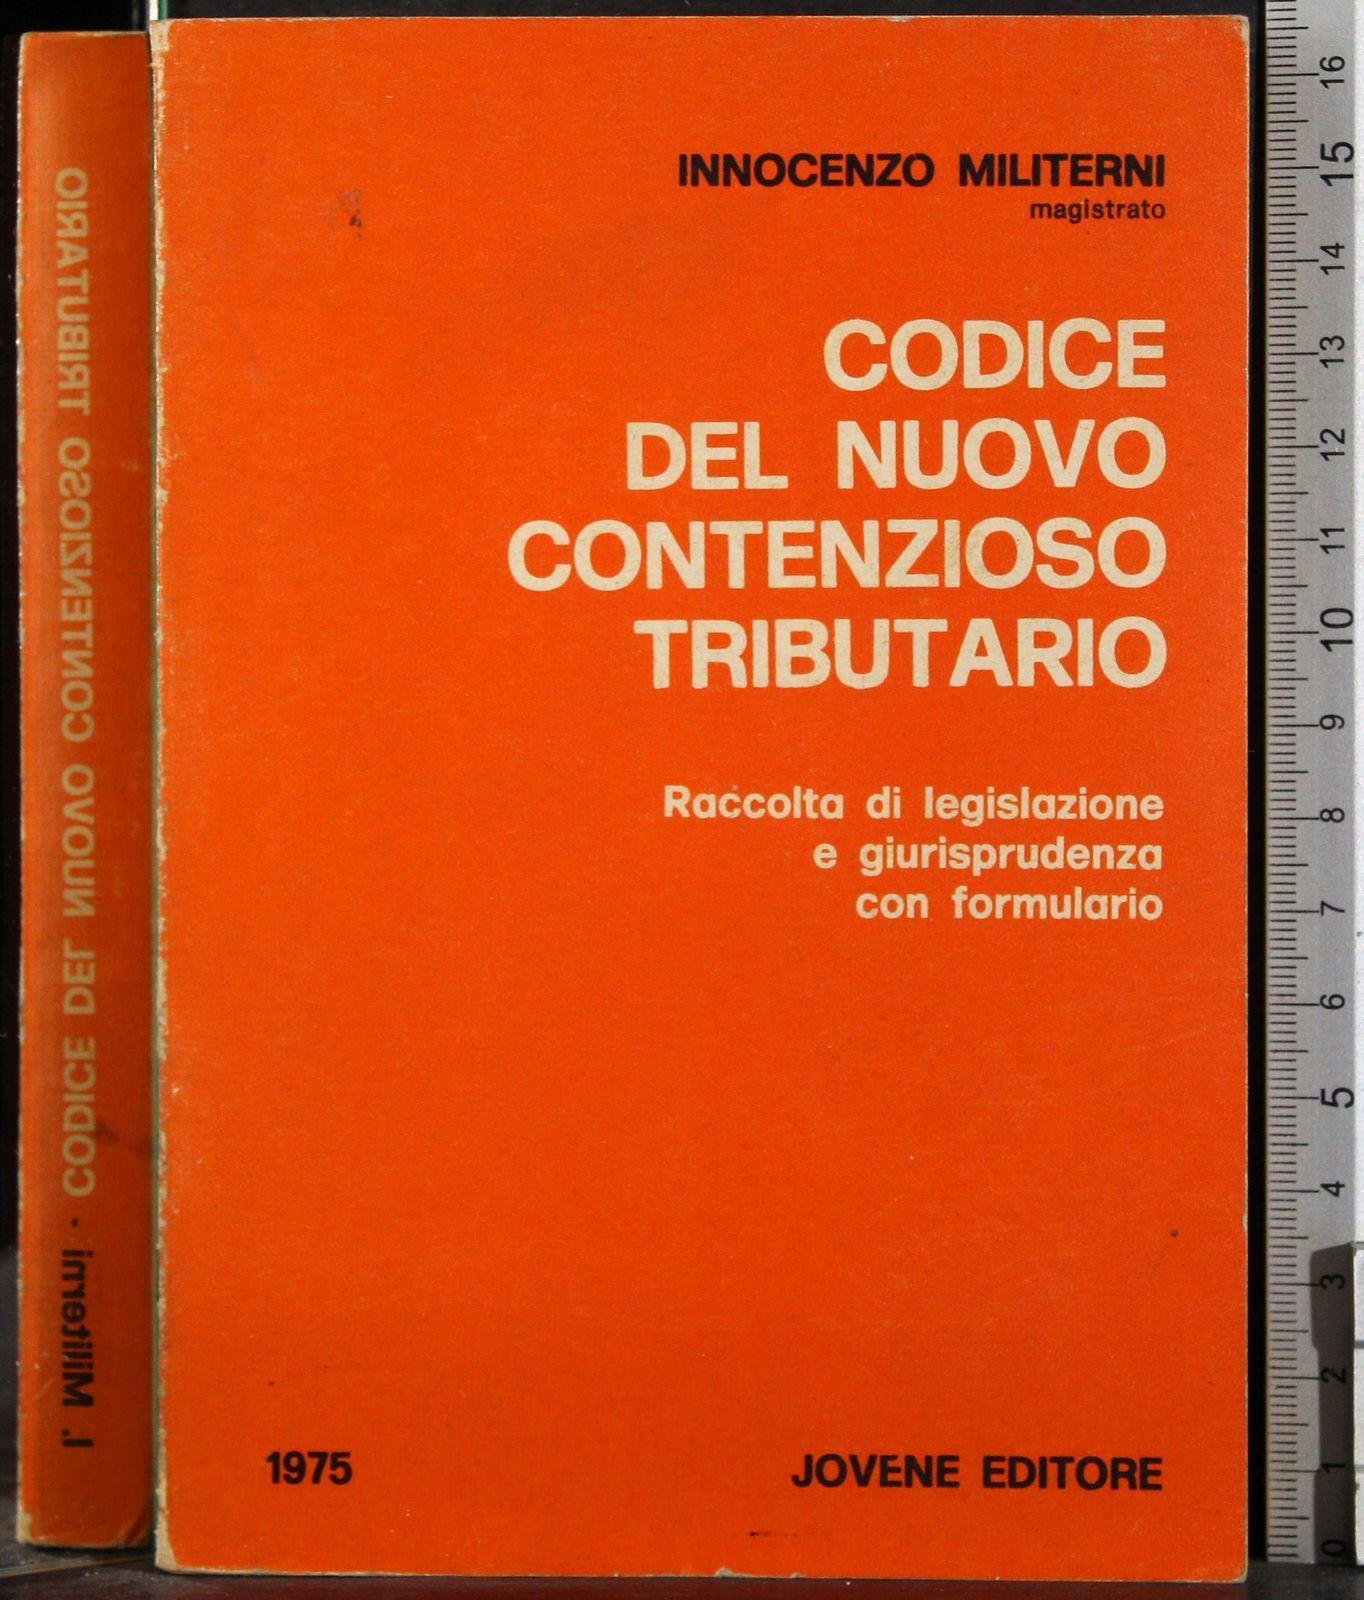 INNOCENZO MILITERNI
magistrato
CODICE
DEL NUOVO
CONTENZIOSO
TRIBUTARIO
Raccolta di legislazione
e giurisprudenza
con formulario
1975
JOVENE EDITORE
I. Militerni · CODICE DEL NUOVO CONTENZIOSO TRIBUTARIO
16
15
14
13
12
11
10
9
8
7
6
5
4
3
2
1
0